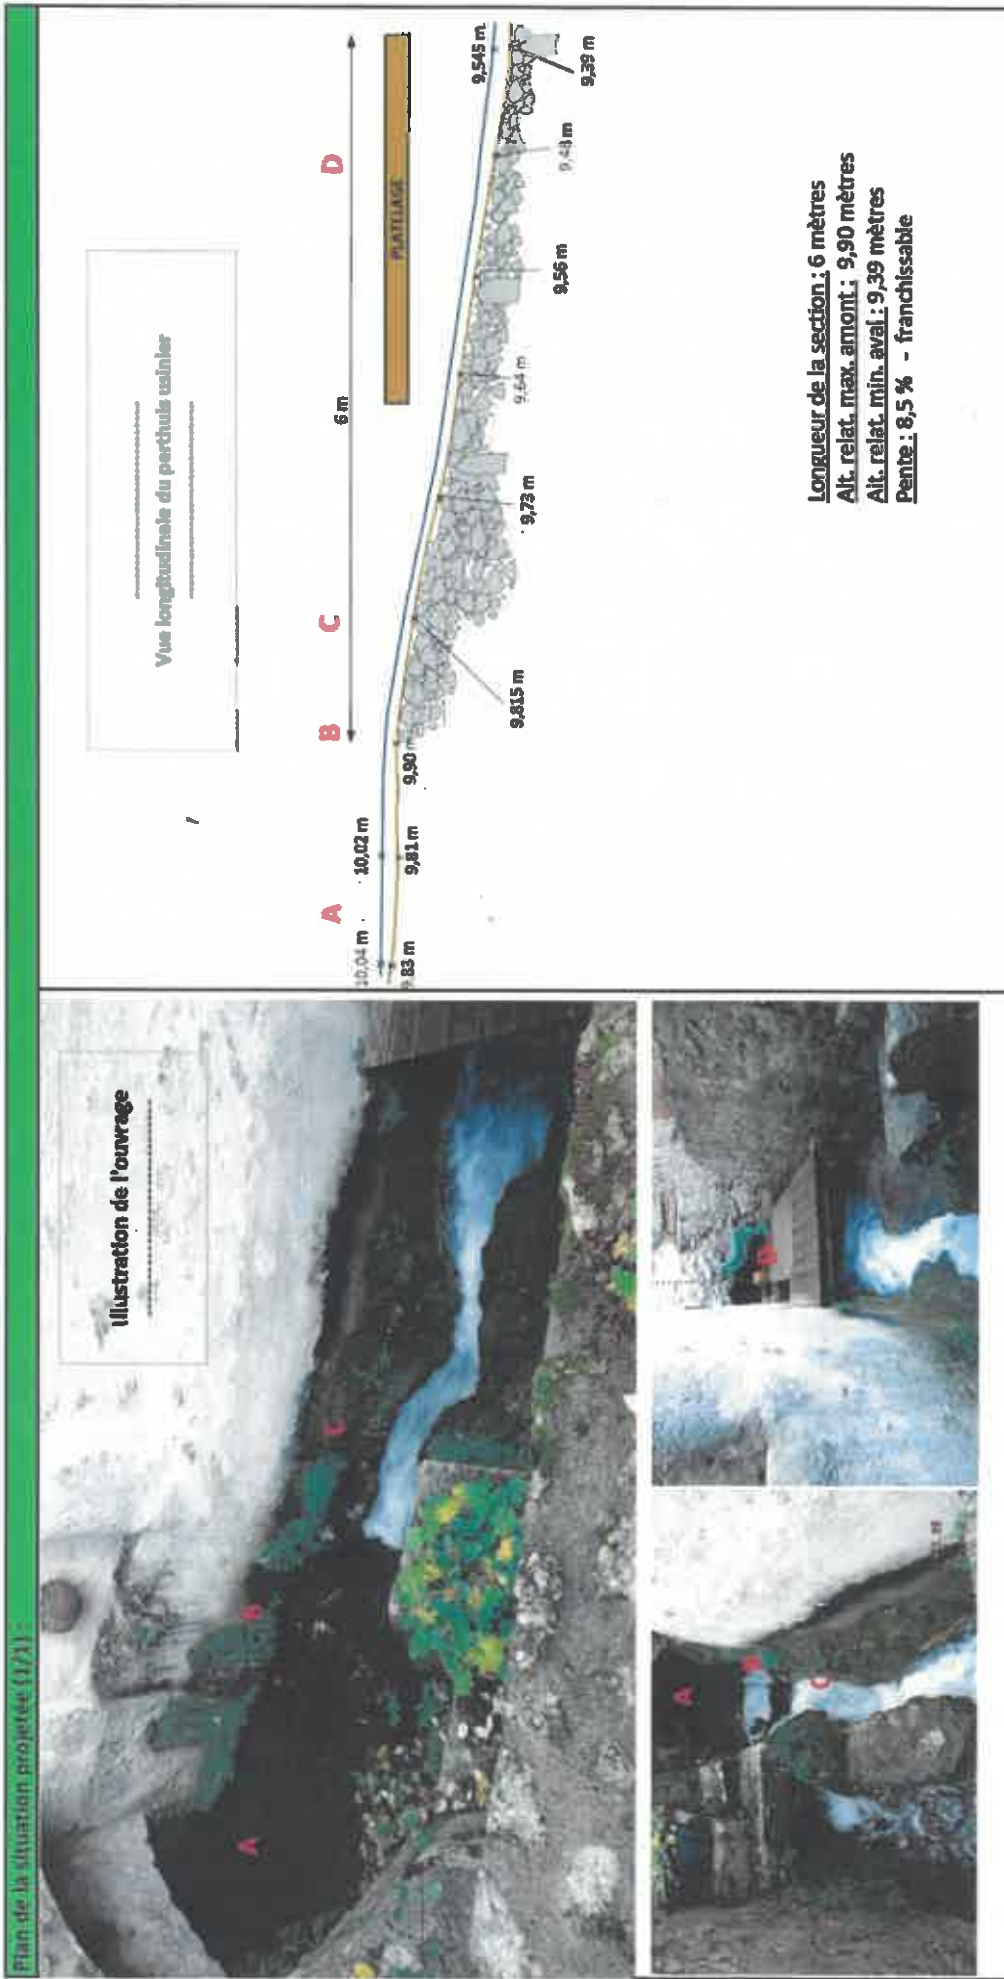 Plan de la situation projetée (1/1) :
Illustration de l'ouvrage
A
B
C
A
B
C
D
Vue longitudinale du perthuis usinier
A
B
C
D
6 m
PLATELAGE
10,04 m
10,02 m
9,545 m
9,83 m
9,81 m
9,90
9,815 m
9,73 m
9,64 m
9,56 m
9,48 m
9,39 m
Longueur de la section : 6 mètres
Alt. relat. max. amont : 9,90 mètres
Alt. relat. min. aval : 9,39 mètres
Pente : 8,5 % - franchissable